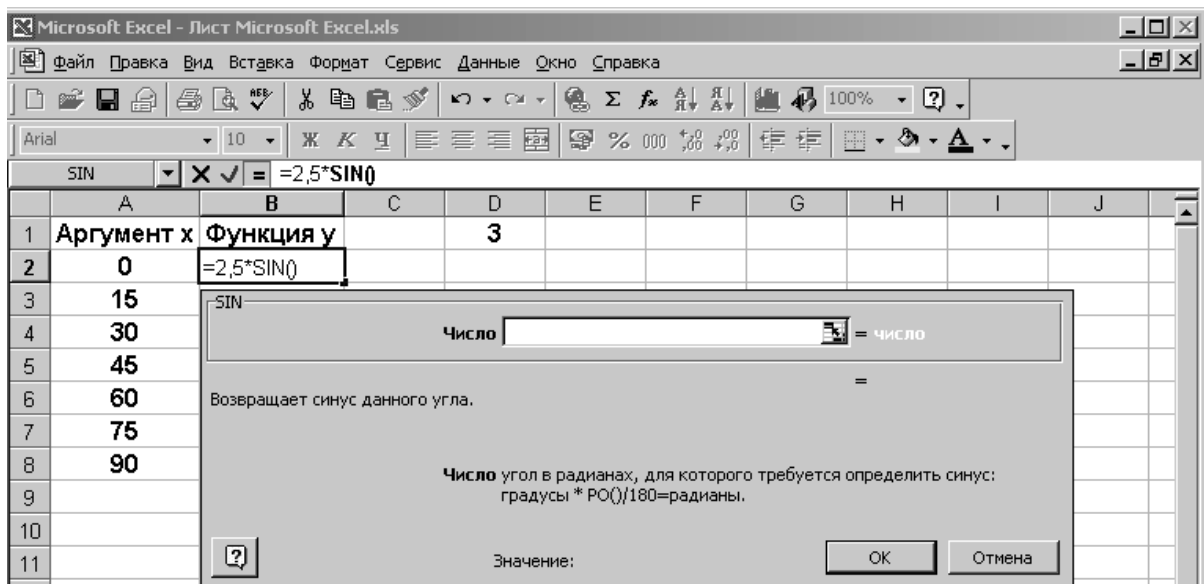 Microsoft Excel - Лист Microsoft Excel.xls
Файл Правка Вид Вставка Формат Сервис Данные Окно Справка
100%
Arial 10 Ж К Ч % 000
SIN = =2,5*SIN()
A B C D E F G H I J
1 Аргумент x Функция y 3
2 0 =2,5*SIN()
3 15
4 30
5 45
6 60
7 75
8 90
9
10
11
SIN
Число = число
=
Возвращает синус данного угла.
Число угол в радианах, для которого требуется определить синус:
градусы * PO()/180=радианы.
Значение:
OK Отмена